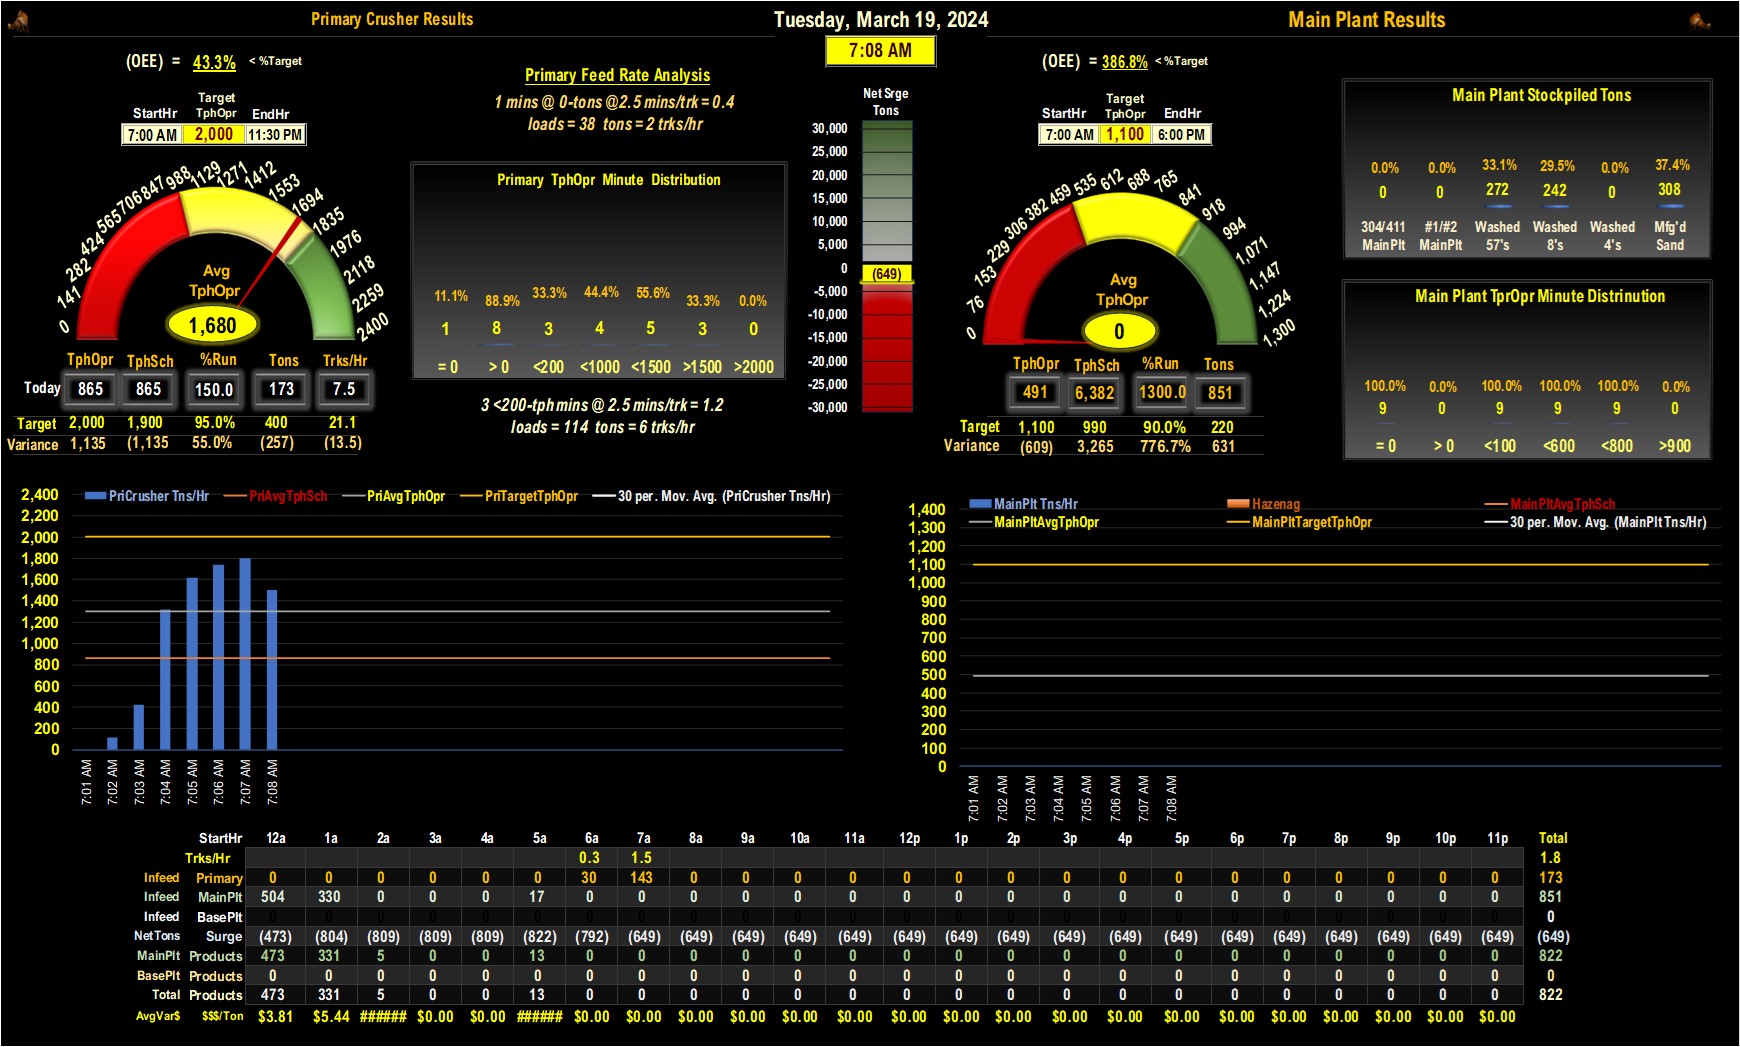 Primary Crusher Results
Tuesday, March 19, 2024
Main Plant Results
7:08 AM
(OEE) = 43.3% < %Target
Target
StartHr TphOpr EndHr
7:00 AM 2,000 11:30 PM
0 141 282 424 565 706 847 988 1129 1271 1412 1553 1694 1835 1976 2118 2259 2400
Avg
TphOpr
1,680
TphOpr TphSch %Run Tons Trks/Hr
Today 865 865 150.0 173 7.5
Target 2,000 1,900 95.0% 400 21.1
Variance 1,135 (1,135 55.0% (257) (13.5)
Primary Feed Rate Analysis
1 mins @ 0-tons @2.5 mins/trk = 0.4
loads = 38 tons = 2 trks/hr
Primary TphOpr Minute Distribution
11.1% 88.9% 33.3% 44.4% 55.6% 33.3% 0.0%
1 8 3 4 5 3 0
= 0 > 0 <200 <1000 <1500 >1500 >2000
3 <200-tph mins @ 2.5 mins/trk = 1.2
loads = 114 tons = 6 trks/hr
Net Srge
Tons
30,000
25,000
20,000
15,000
10,000
5,000
0
(649)
-5,000
-10,000
-15,000
-20,000
-25,000
-30,000
(OEE) = 386.8% < %Target
Target
StartHr TphOpr EndHr
7:00 AM 1,100 6:00 PM
0 76 153 229 306 382 459 535 612 688 765 841 918 994 1,071 1,147 1,224 1,300
Avg
TphOpr
0
TphOpr TphSch %Run Tons
491 6,382 1300.0 851
Target 1,100 990 90.0% 220
Variance (609) 3,265 776.7% 631
Main Plant Stockpiled Tons
0.0% 0.0% 33.1% 29.5% 0.0% 37.4%
0 0 272 242 0 308
304/411 #1/#2 Washed Washed Washed Mfg'd
MainPlt MainPlt 57's 8's 4's Sand
Main Plant TprOpr Minute Distrinution
100.0% 0.0% 100.0% 100.0% 100.0% 0.0%
9 0 9 9 9 0
= 0 > 0 <100 <600 <800 >900
PriCrusher Tns/Hr PriAvgTphSch PriAvgTphOpr PriTargetTphOpr 30 per. Mov. Avg. (PriCrusher Tns/Hr)
2,400
2,200
2,000
1,800
1,600
1,400
1,200
1,000
800
600
400
200
0
7:01 AM 7:02 AM 7:03 AM 7:04 AM 7:05 AM 7:06 AM 7:07 AM 7:08 AM
MainPlt Tns/Hr Hazenag MainPltAvgTphSch
MainPltAvgTphOpr MainPltTargetTphOpr 30 per. Mov. Avg. (MainPlt Tns/Hr)
1,400
1,300
1,200
1,100
1,000
900
800
700
600
500
400
300
200
100
0
7:01 AM 7:02 AM 7:03 AM 7:04 AM 7:05 AM 7:06 AM 7:07 AM 7:08 AM
StartHr 12a 1a 2a 3a 4a 5a 6a 7a 8a 9a 10a 11a 12p 1p 2p 3p 4p 5p 6p 7p 8p 9p 10p 11p Total
Trks/Hr 0.3 1.5 1.8
Infeed Primary 0 0 0 0 0 0 30 143 0 0 0 0 0 0 0 0 0 0 0 0 0 0 0 0 173
Infeed MainPlt 504 330 0 0 0 17 0 0 0 0 0 0 0 0 0 0 0 0 0 0 0 0 0 0 851
Infeed BasePlt 0 0 0 0 0 0 0 0 0 0 0 0 0 0 0 0 0 0 0 0 0 0 0 0 0
NetTons Surge (473) (804) (809) (809) (809) (822) (792) (649) (649) (649) (649) (649) (649) (649) (649) (649) (649) (649) (649) (649) (649) (649) (649) (649) (649)
MainPlt Products 473 331 5 0 0 13 0 0 0 0 0 0 0 0 0 0 0 0 0 0 0 0 0 0 822
BasePlt Products 0 0 0 0 0 0 0 0 0 0 0 0 0 0 0 0 0 0 0 0 0 0 0 0 0
Total Products 473 331 5 0 0 13 0 0 0 0 0 0 0 0 0 0 0 0 0 0 0 0 0 0 822
AvgVar$ $$$/Ton $3.81 $5.44 ###### $0.00 $0.00 ###### $0.00 $0.00 $0.00 $0.00 $0.00 $0.00 $0.00 $0.00 $0.00 $0.00 $0.00 $0.00 $0.00 $0.00 $0.00 $0.00 $0.00 $0.00